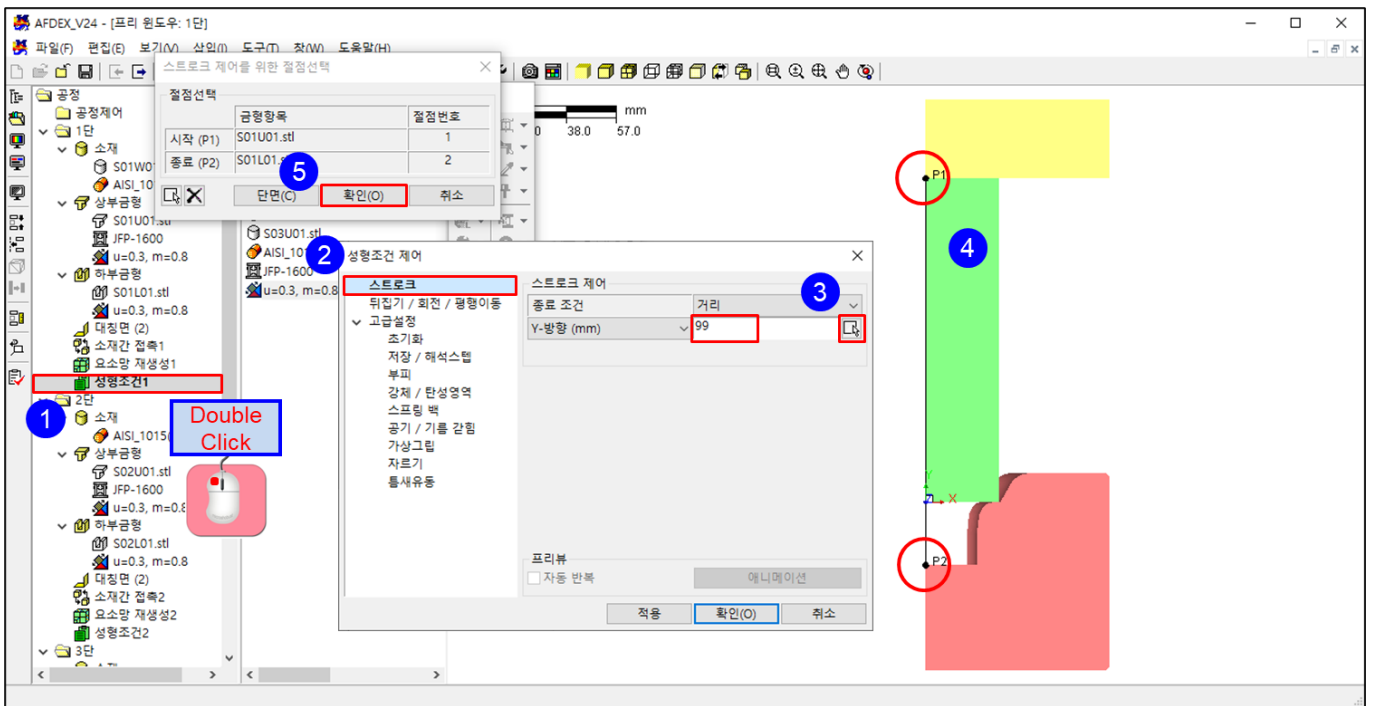 AFDEX_V24 - [프리 윈도우: 1단]
파일(F) 편집(E) 보기(V) 삽입(I) 도구(T) 창(W) 도움말(H)
스트로크 제어를 위한 절점선택
절점선택
금형항목 절점번호
시작 (P1) S01U01.stl 1
종료 (P2) S01L01. 2
단면(C) 확인(O) 취소
5
mm
38.0 57.0
공정
공정제어
1단
소재
S01W0
AISI_10
상부금형
S01U01.stl
JFP-1600
u=0.3, m=0.8
하부금형
S01L01.stl
u=0.3, m=0.8
대칭면 (2)
소재간 접촉1
요소망 재생성1
성형조건1
1
2단
소재
AISI_1015(
상부금형
S02U01.stl
JFP-1600
u=0.3, m=0.8
하부금형
S02L01.stl
u=0.3, m=0.8
대칭면 (2)
소재간 접촉2
요소망 재생성2
성형조건2
3단
Double
Click
S03U01.stl
AISI_101
JFP-1600
u=0.3, m=0.8
2
성형조건 제어
스트로크
뒤집기 / 회전 / 평행이동
고급설정
초기화
저장 / 해석스텝
부피
강체 / 탄성영역
스프링 백
공기 / 기름 갇힘
가상그립
자르기
틈새유동
스트로크 제어
3
종료 조건 거리
Y-방향 (mm) 99
프리뷰
자동 반복 애니메이션
적용 확인(O) 취소
P1
4
Y
Z X
P2